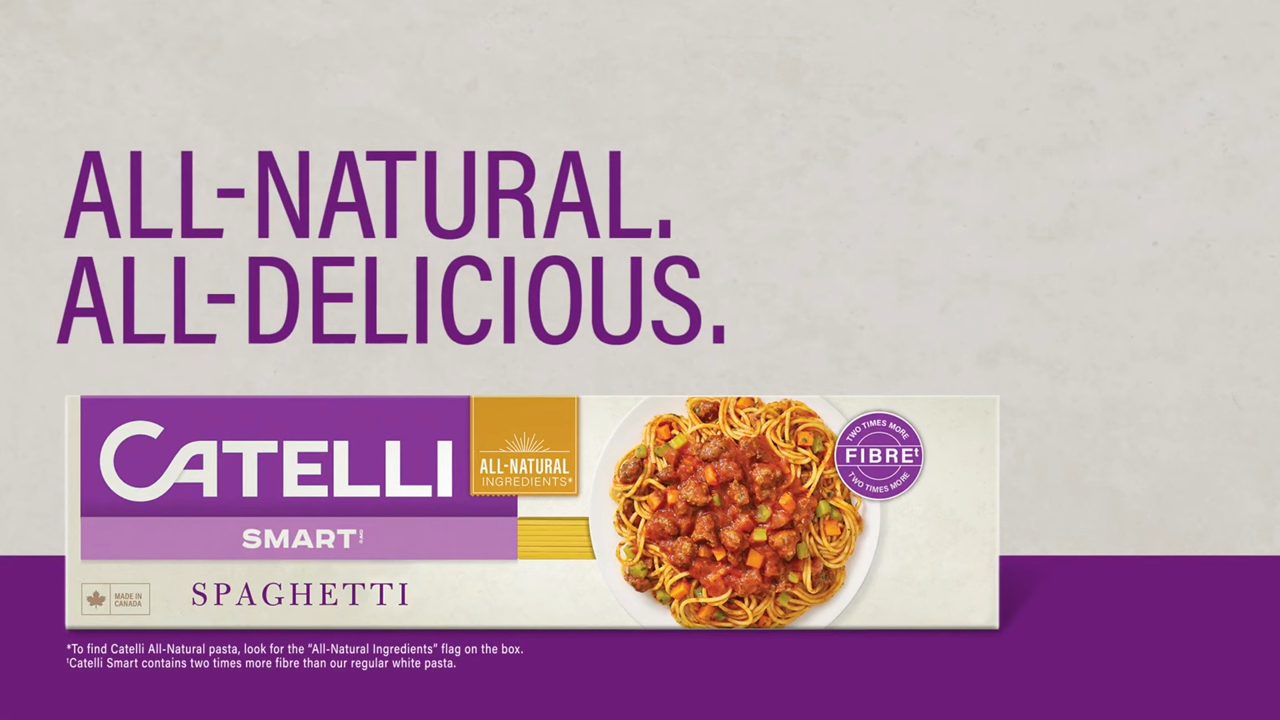 ALL-NATURAL.
ALL-DELICIOUS.
CATELLI
ALL-NATURAL
INGREDIENTS*
TWO TIMES MORE
FIBREᵗ
TWO TIMES MORE
SMART
SPAGHETTI
MADE IN
CANADA
*To find Catelli All-Natural pasta, look for the “All-Natural Ingredients” flag on the box.
ᵗCatelli Smart contains two times more fibre than our regular white pasta.